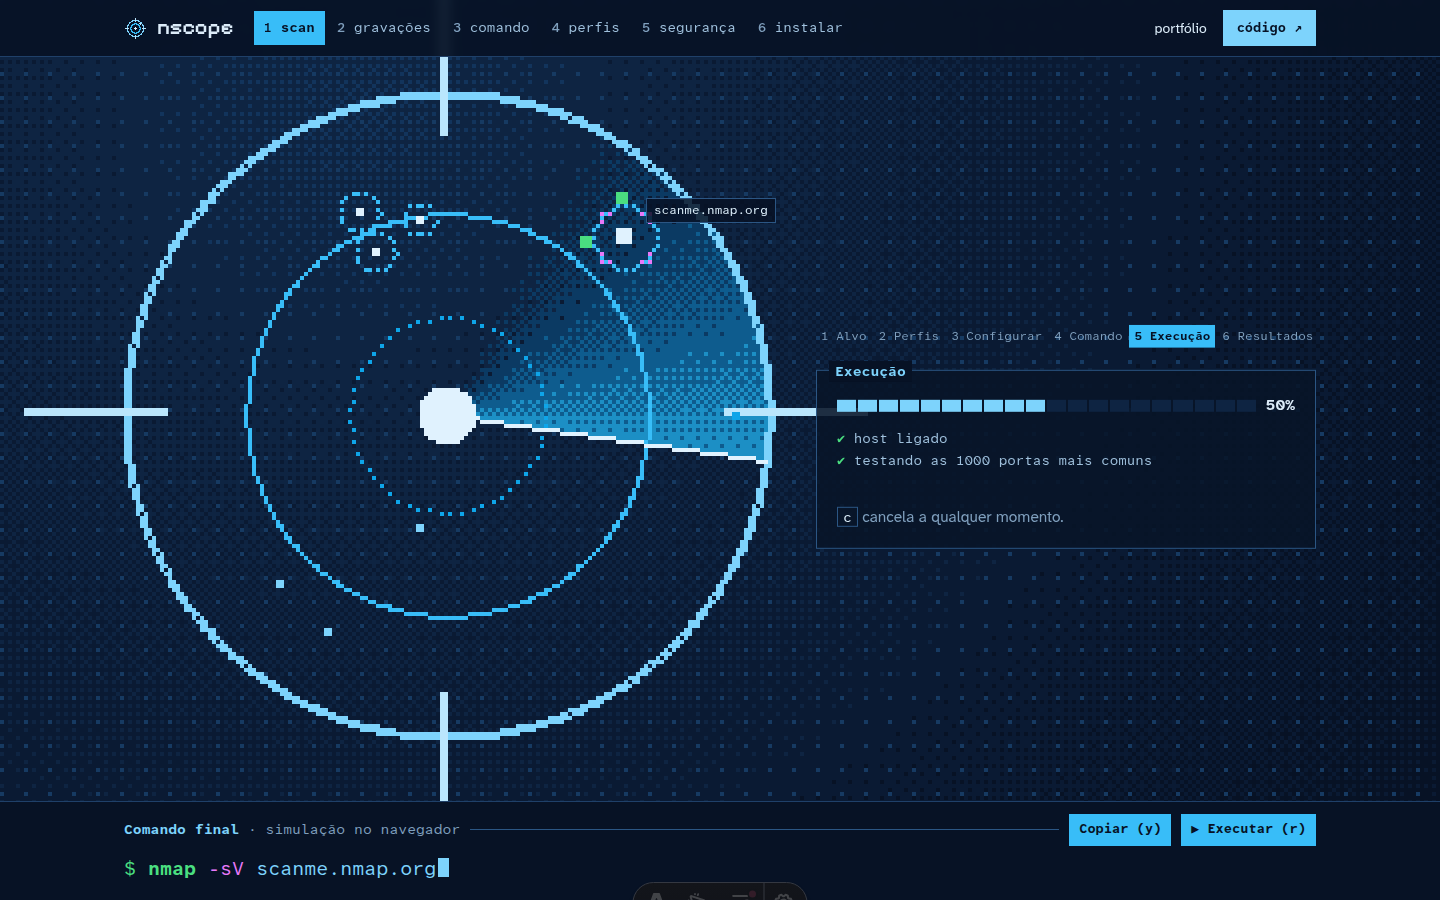 nscope
1 scan
2 gravações
3 comando
4 perfis
5 segurança
6 instalar
portfólio
código ↗
scanme.nmap.org
1 Alvo 2 Perfis 3 Configurar 4 Comando 5 Execução 6 Resultados
Execução
50%
✔ host ligado
✔ testando as 1000 portas mais comuns
c cancela a qualquer momento.
Comando final · simulação no navegador
Copiar (y)
▶ Executar (r)
$ nmap -sV scanme.nmap.org